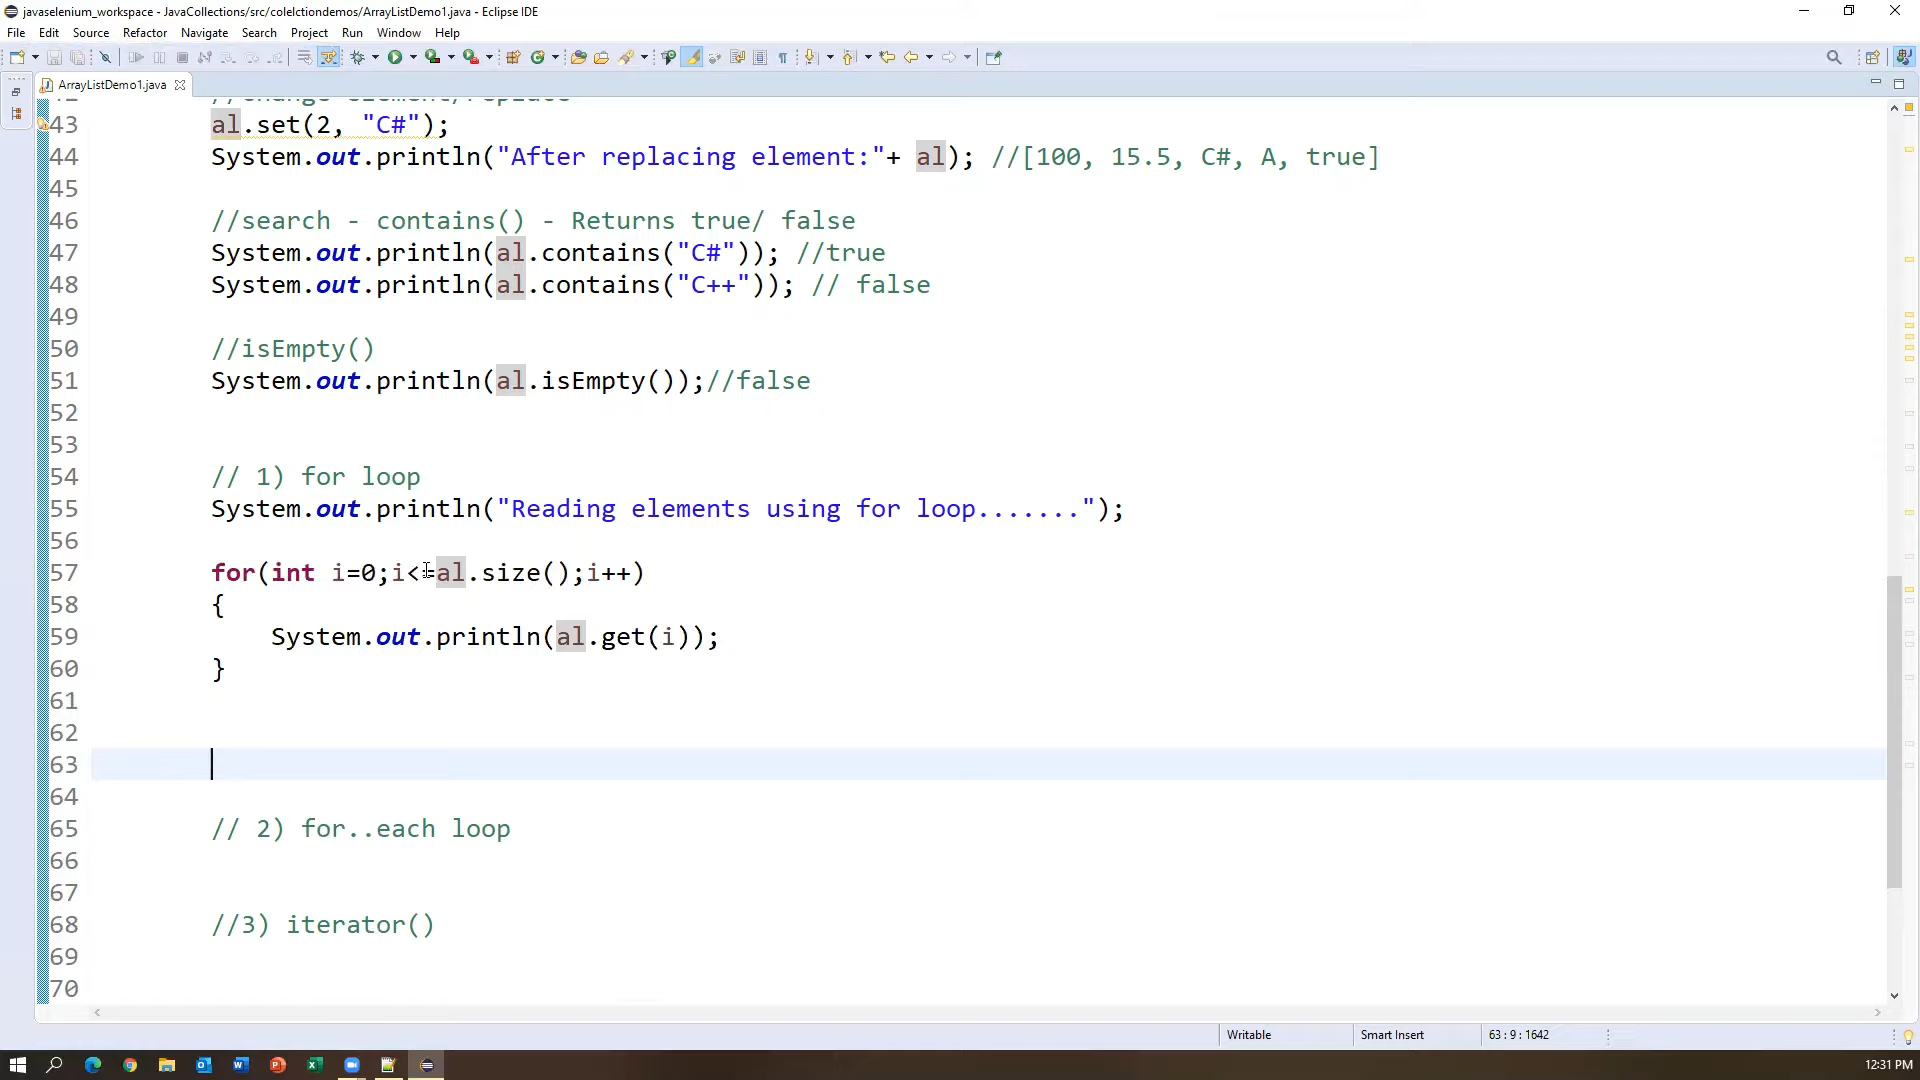 javaselenium_workspace - JavaCollections/src/colelctiondemos/ArrayListDemo1.java - Eclipse IDE
File Edit Source Refactor Navigate Search Project Run Window Help
ArrayListDemo1.java
43 al.set(2, "C#");
44 System.out.println("After replacing element:"+ al); //[100, 15.5, C#, A, true]
45
46 //search - contains() - Returns true/ false
47 System.out.println(al.contains("C#")); //true
48 System.out.println(al.contains("C++")); // false
49
50 //isEmpty()
51 System.out.println(al.isEmpty());//false
52
53
54 // 1) for loop
55 System.out.println("Reading elements using for loop.......");
56
57 for(int i=0;i<=al.size();i++)
58 {
59 System.out.println(al.get(i));
60 }
61
62
63
64
65 // 2) for..each loop
66
67
68 //3) iterator()
69
70
Writable Smart Insert 63 : 9 : 1642
12:31 PM